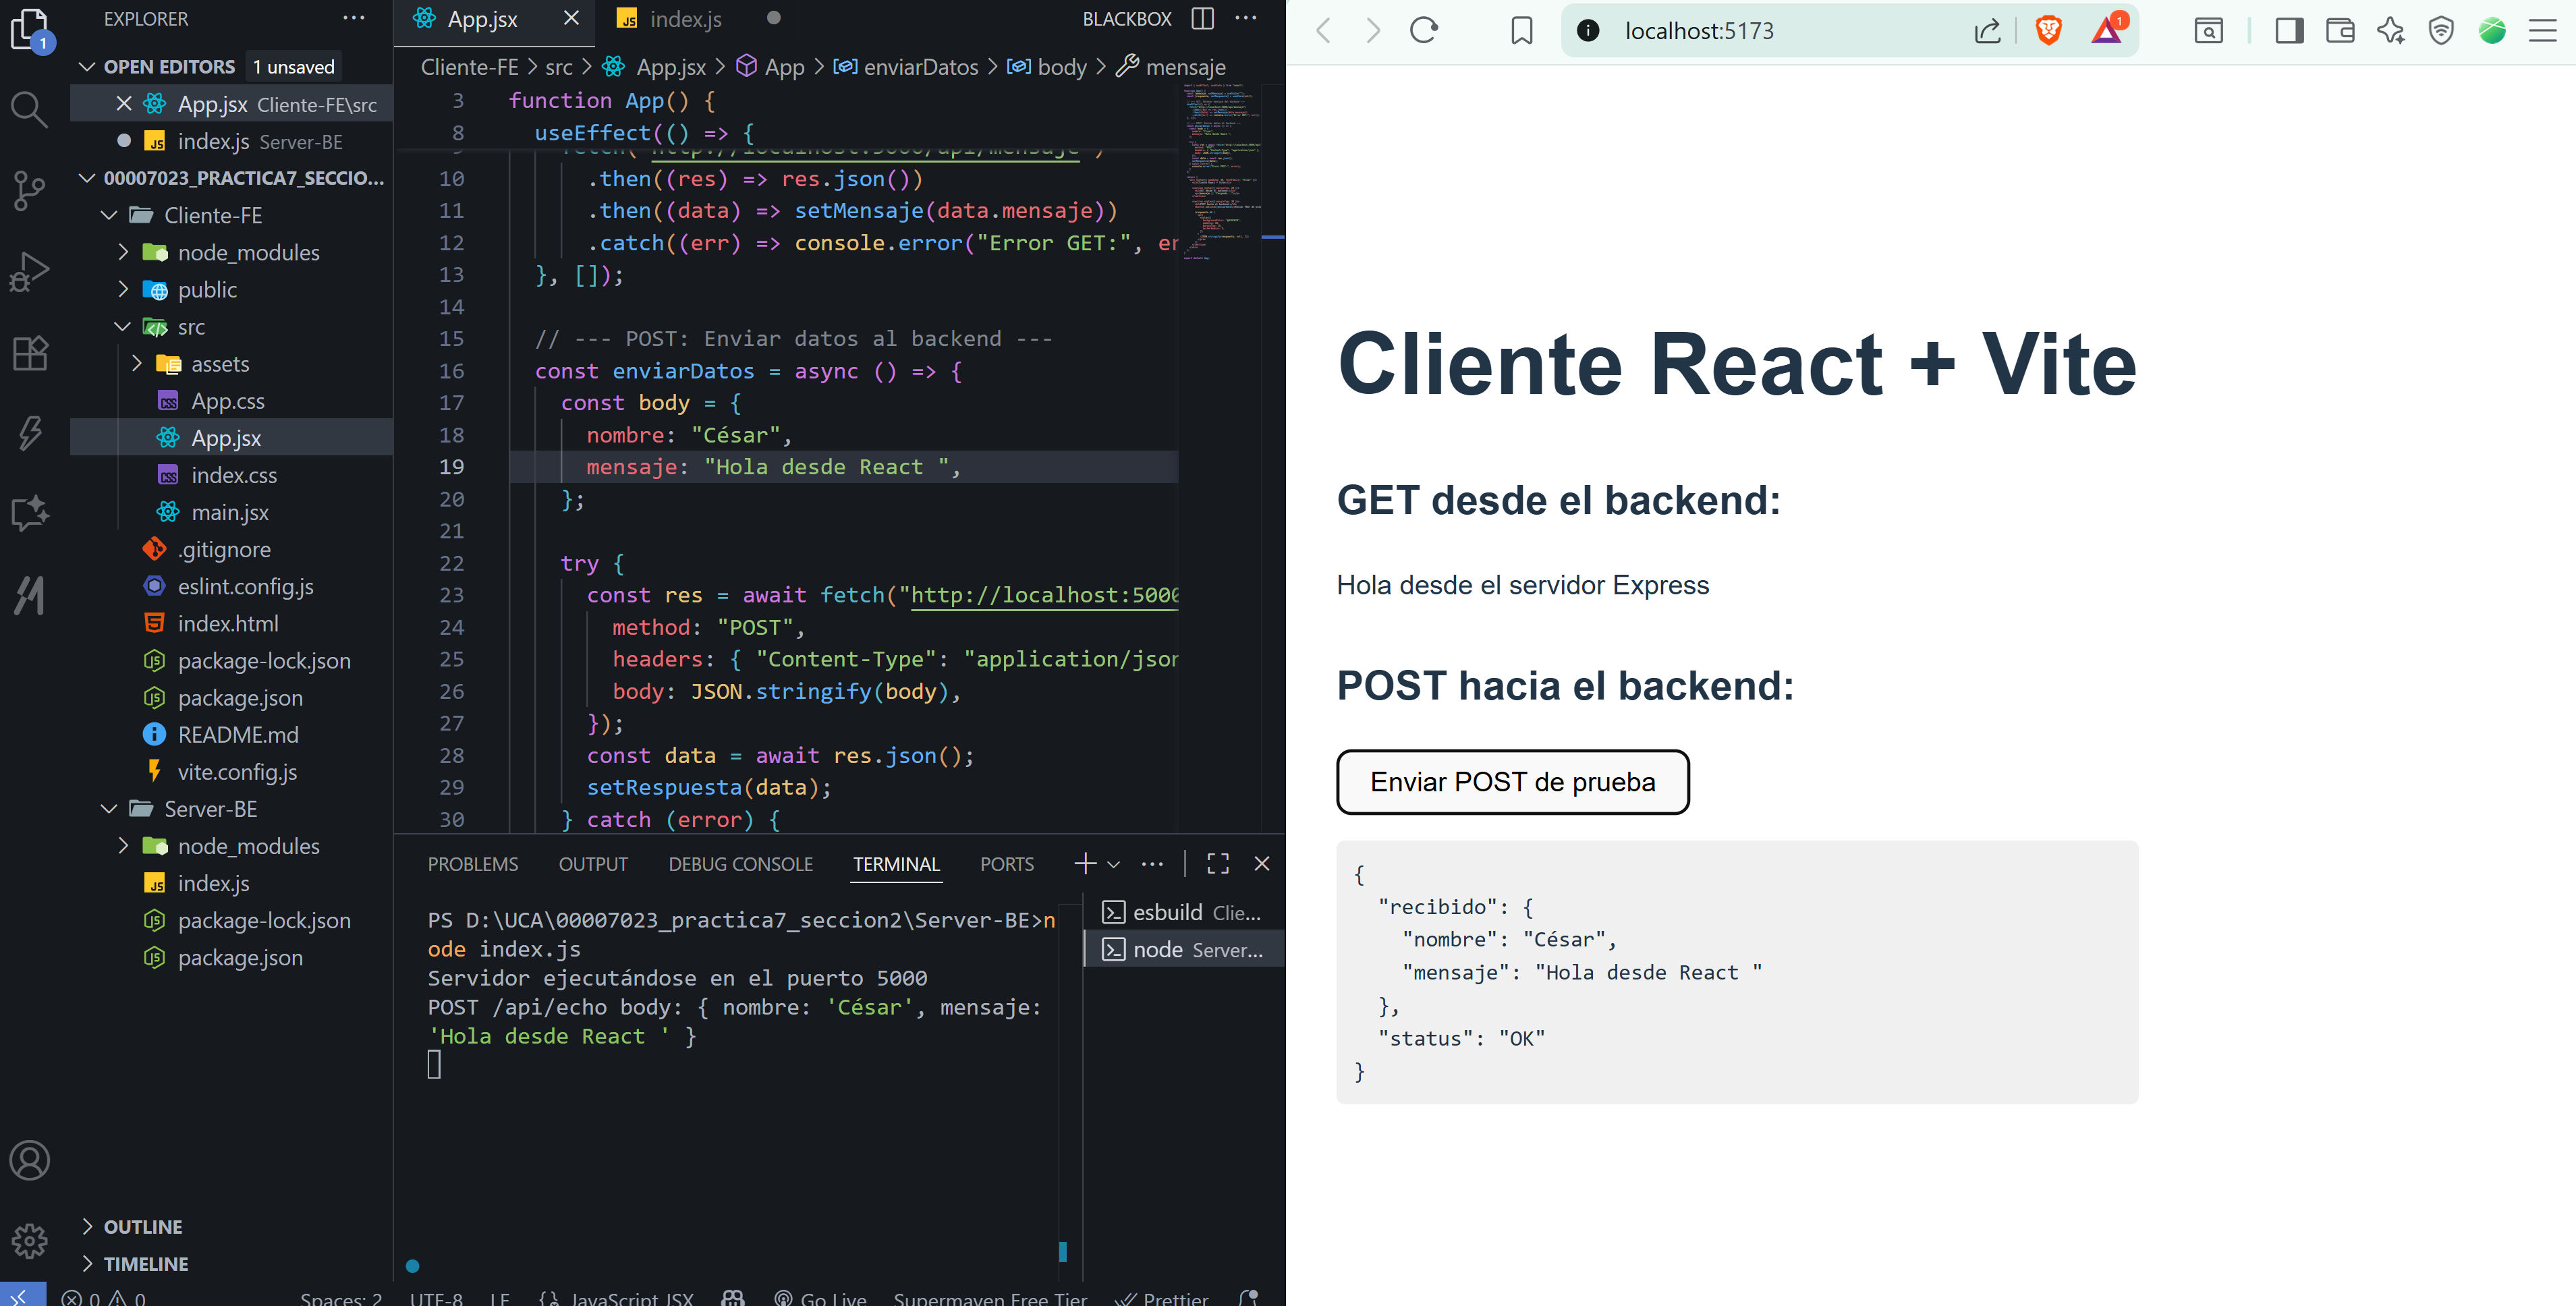 EXPLORER
OPEN EDITORS 1 unsaved
App.jsx Cliente-FE\src
index.js Server-BE
00007023_PRACTICA7_SECCIO...
Cliente-FE
node_modules
public
src
assets
App.css
App.jsx
index.css
main.jsx
.gitignore
eslint.config.js
index.html
package-lock.json
package.json
README.md
vite.config.js
Server-BE
node_modules
index.js
package-lock.json
package.json
OUTLINE
TIMELINE
1
App.jsx
index.js
BLACKBOX
Cliente-FE > src > App.jsx > App > enviarDatos > body > mensaje
3 function App() {
8 useEffect(() => {
fetch("http://localhost:5000/api/mensaje")
10 .then((res) => res.json())
11 .then((data) => setMensaje(data.mensaje))
12 .catch((err) => console.error("Error GET:", er
13 }, []);
14
15 // --- POST: Enviar datos al backend ---
16 const enviarDatos = async () => {
17 const body = {
18 nombre: "César",
19 mensaje: "Hola desde React ",
20 };
21
22 try {
23 const res = await fetch("http://localhost:5000
24 method: "POST",
25 headers: { "Content-Type": "application/json
26 body: JSON.stringify(body),
27 });
28 const data = await res.json();
29 setRespuesta(data);
30 } catch (error) {
PROBLEMS OUTPUT DEBUG CONSOLE TERMINAL PORTS
PS D:\UCA\00007023_practica7_seccion2\Server-BE>n
ode index.js
Servidor ejecutándose en el puerto 5000
POST /api/echo body: { nombre: 'César', mensaje:
'Hola desde React ' }
esbuild Clie...
node Server...
0 0 Spaces: 2 UTF-8 LF {} JavaScript JSX Go Live Supermaven Free Tier Prettier
localhost:5173
1
Cliente React + Vite
GET desde el backend:
Hola desde el servidor Express
POST hacia el backend:
Enviar POST de prueba
{
"recibido": {
"nombre": "César",
"mensaje": "Hola desde React "
},
"status": "OK"
}